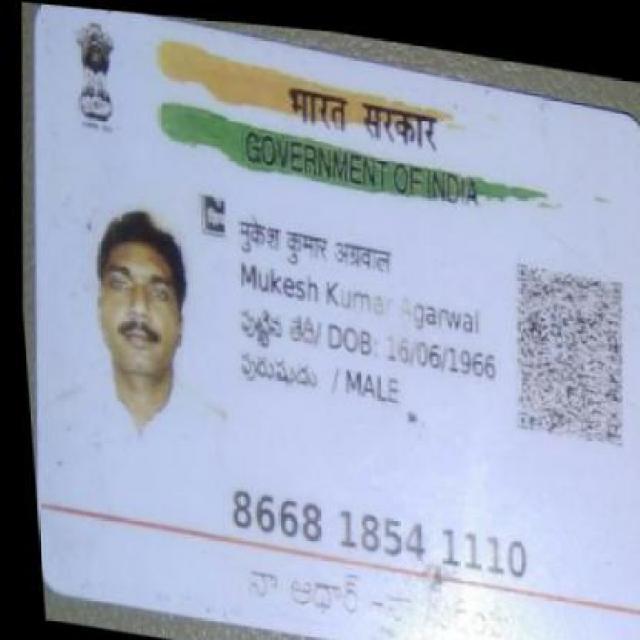 भारत सरकार
GOVERNMENT OF INDIA
मुकेश कुमार अग्रवाल
Mukesh Kumar Agarwal
పుట్టిన తేదీ/ DOB: 16/06/1966
పురుషుడు / MALE
8668 1854 1110
నా ఆధార్ -నా